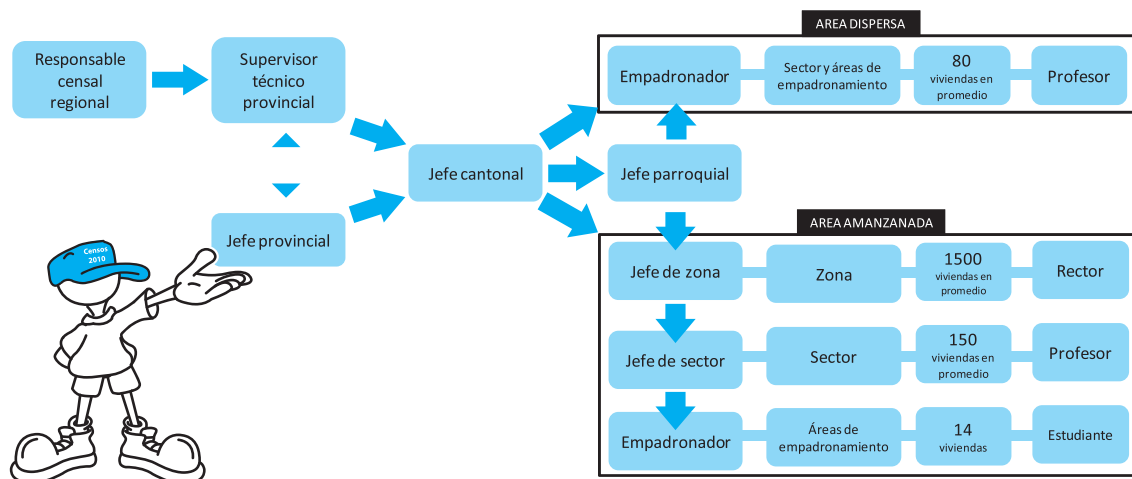 AREA DISPERSA
Responsable
censal
regional
Supervisor
técnico
provincial
Empadronador
Sector y áreas de
empadronamiento
80
viviendas en
promedio
Profesor
Jefe cantonal
Jefe parroquial
Jefe provincial
AREA AMANZANADA
Jefe de zona
Zona
1500
viviendas en
promedio
Rector
Jefe de sector
Sector
150
viviendas en
promedio
Profesor
Empadronador
Áreas de
empadronamiento
14
viviendas
Estudiante
Censos
2010